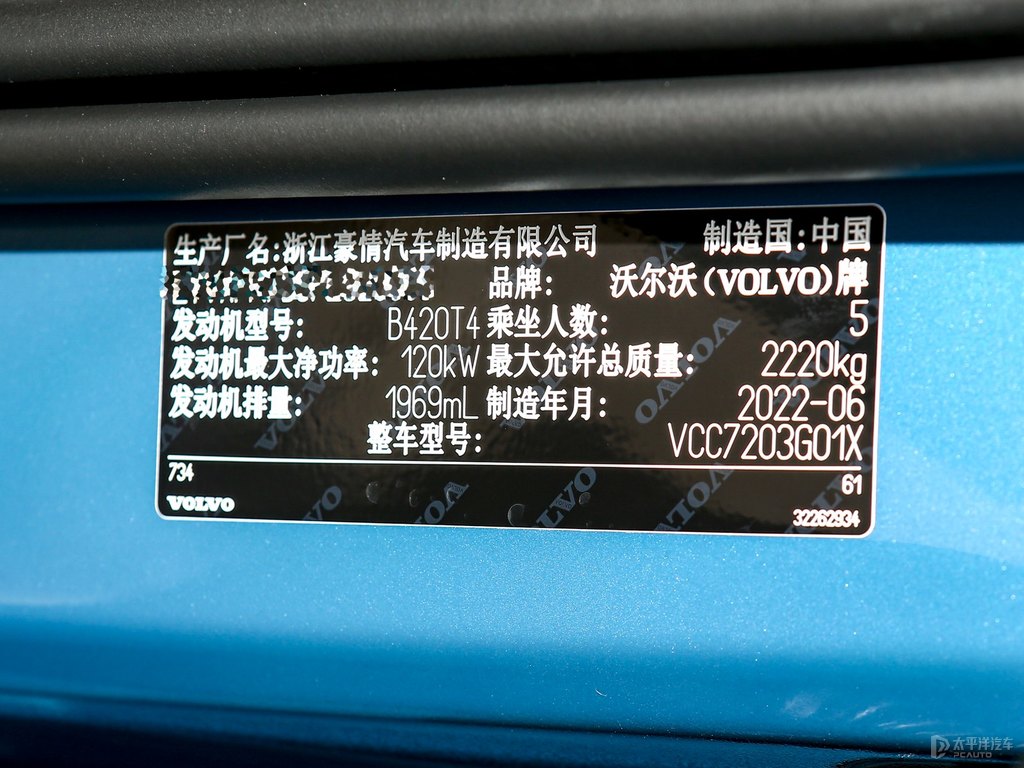 生产厂名:浙江豪情汽车制造有限公司 制造国:中国
品牌: 沃尔沃(VOLVO)牌
发动机型号: B420T4 乘坐人数: 5
发动机最大净功率: 120kW 最大允许总质量: 2220kg
发动机排量: 1969mL 制造年月: 2022-06
整车型号: VCC7203G01X
734 61
VOLVO 32262934
太平洋汽车
PCAUTO